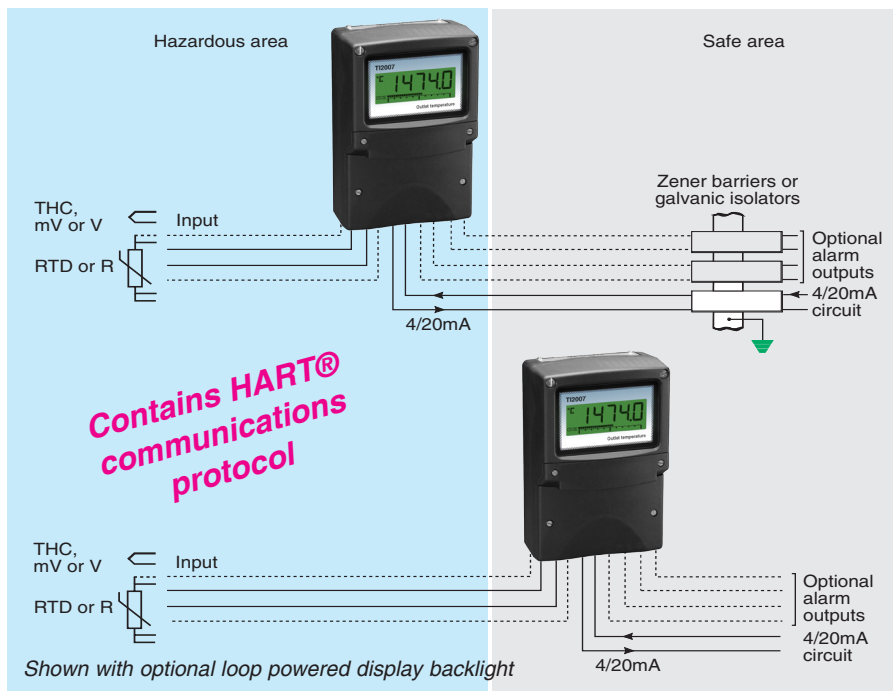 Hazardous area
Safe area
TI2007
°C 1474.0
Outlet temperature
Zener barriers or
galvanic isolators
THC,
mV or V
Input
RTD or R
Optional
alarm
outputs
4/20mA
circuit
4/20mA
Contains HART®
communications
protocol
TI2007
°C 1474.0
Outlet temperature
THC,
mV or V
Input
RTD or R
Optional
alarm
outputs
4/20mA
circuit
4/20mA
Shown with optional loop powered display backlight